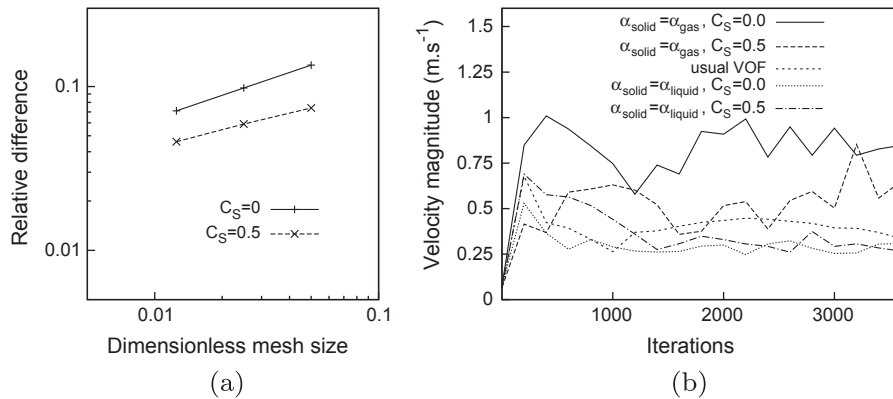 0.1
0.01
Relative difference
C_S=0
C_S=0.5
0.01
0.1
Dimensionless mesh size
(a)
1.5
1.25
1
0.75
0.5
0.25
0
Velocity magnitude (m.s⁻¹)
α_solid=α_gas, C_S=0.0
α_solid=α_gas, C_S=0.5
usual VOF
α_solid=α_liquid, C_S=0.0
α_solid=α_liquid, C_S=0.5
1000
2000
3000
Iterations
(b)